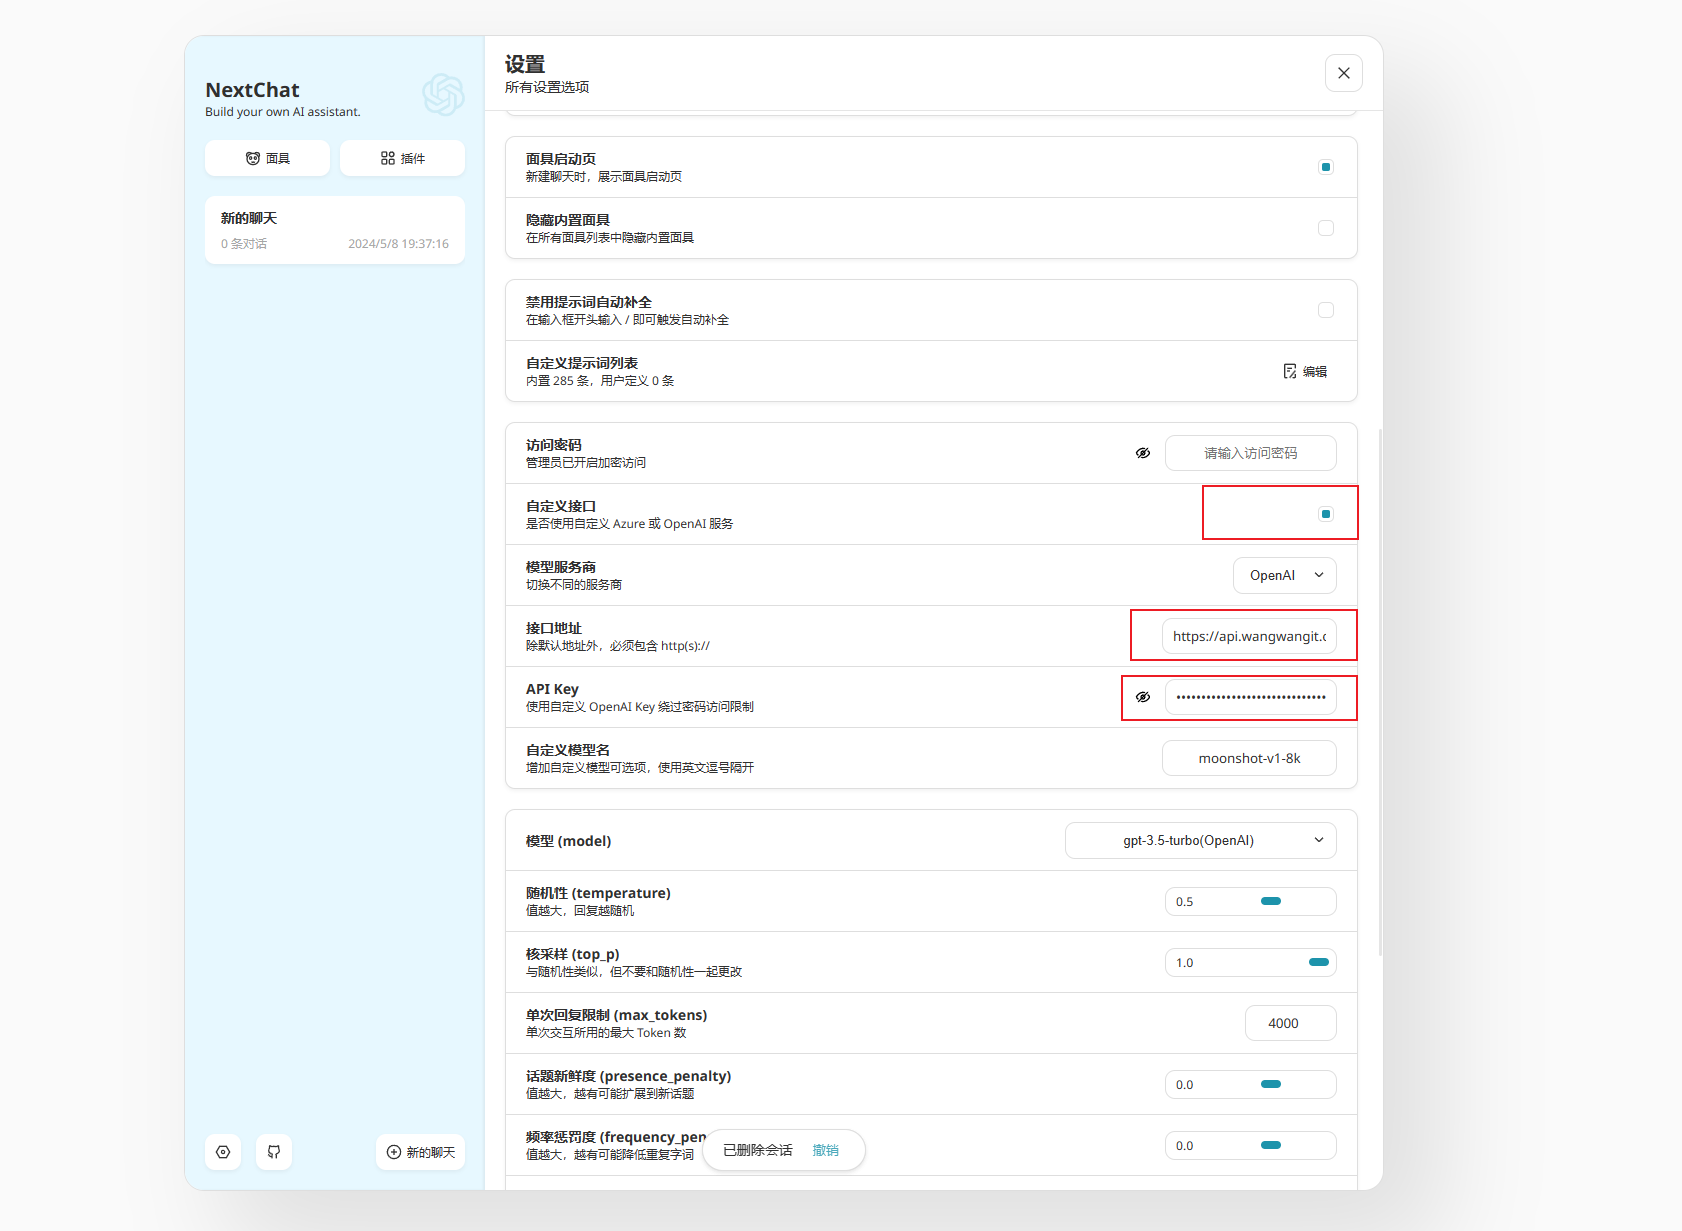 NextChat
Build your own AI assistant.
面具
插件
新的聊天
0 条对话
2024/5/8 19:37:16
新的聊天
设置
所有设置选项
面具启动页
新建聊天时，展示面具启动页
隐藏内置面具
在所有面具列表中隐藏内置面具
禁用提示词自动补全
在输入框开头输入 / 即可触发自动补全
自定义提示词列表
内置 285 条，用户定义 0 条
编辑
访问密码
管理员已开启加密访问
请输入访问密码
自定义接口
是否使用自定义 Azure 或 OpenAI 服务
模型服务商
切换不同的服务商
OpenAI
接口地址
除默认地址外，必须包含 http(s)://
https://api.wangwangit.c
API Key
使用自定义 OpenAI Key 绕过密码访问限制
自定义模型名
增加自定义模型可选项，使用英文逗号隔开
moonshot-v1-8k
模型 (model)
gpt-3.5-turbo(OpenAI)
随机性 (temperature)
值越大，回复越随机
0.5
核采样 (top_p)
与随机性类似，但不要和随机性一起更改
1.0
单次回复限制 (max_tokens)
单次交互所用的最大 Token 数
4000
话题新鲜度 (presence_penalty)
值越大，越有可能扩展到新话题
0.0
频率惩罚度 (frequency_pen
值越大，越有可能降低重复字词
0.0
已删除会话
撤销